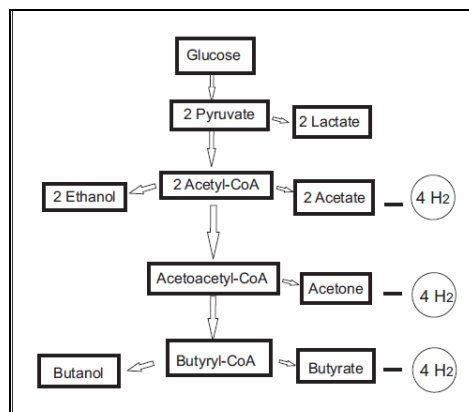 Glucose
2 Pyruvate
2 Lactate
2 Ethanol
2 Acetyl-CoA
2 Acetate
4 H2
Acetoacetyl-CoA
Acetone
4 H2
Butanol
Butyryl-CoA
Butyrate
4 H2